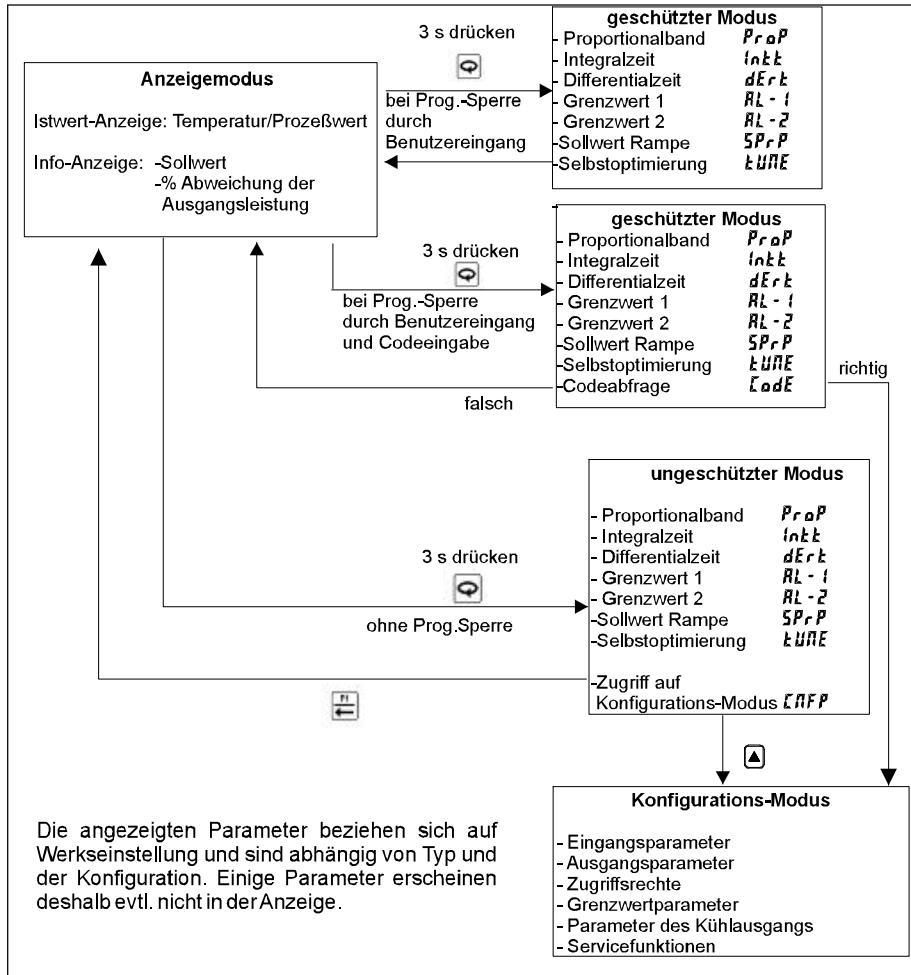 Anzeigemodus
Istwert-Anzeige: Temperatur/Prozeßwert
Info-Anzeige: -Sollwert
-% Abweichung der
Ausgangsleistung
3 s drücken
bei Prog.-Sperre
durch
Benutzereingang
geschützter Modus
- Proportionalband ProP
- Integralzeit Intt
- Differentialzeit dErt
- Grenzwert 1 AL-1
- Grenzwert 2 AL-2
-Sollwert Rampe SPrP
-Selbstoptimierung tUNE
3 s drücken
bei Prog.-Sperre
durch Benutzereingang
und Codeeingabe
falsch
geschützter Modus
- Proportionalband ProP
- Integralzeit Intt
- Differentialzeit dErt
- Grenzwert 1 AL-1
- Grenzwert 2 AL-2
-Sollwert Rampe SPrP
-Selbstoptimierung tUNE
-Codeabfrage CodE
richtig
3 s drücken
ohne Prog.Sperre
ungeschützter Modus
- Proportionalband ProP
- Integralzeit Intt
- Differentialzeit dErt
- Grenzwert 1 AL-1
- Grenzwert 2 AL-2
-Sollwert Rampe SPrP
-Selbstoptimierung tUNE
-Zugriff auf
Konfigurations-Modus CNFP
Konfigurations-Modus
- Eingangsparameter
- Ausgangsparameter
- Zugriffsrechte
- Grenzwertparameter
- Parameter des Kühlausgangs
- Servicefunktionen
Die angezeigten Parameter beziehen sich auf
Werkseinstellung und sind abhängig von Typ und
der Konfiguration. Einige Parameter erscheinen
deshalb evtl. nicht in der Anzeige.